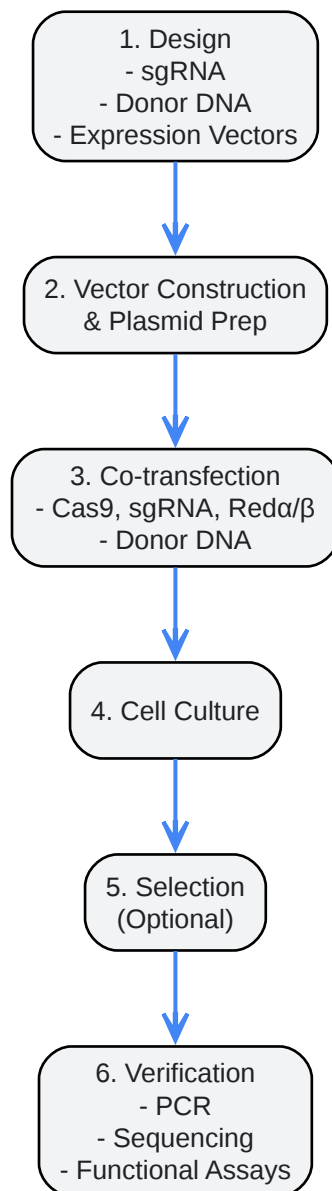 1. Design
- sgRNA
- Donor DNA
- Expression Vectors
2. Vector Construction
& Plasmid Prep
3. Co-transfection
- Cas9, sgRNA, Redα/β
- Donor DNA
4. Cell Culture
5. Selection
(Optional)
6. Verification
- PCR
- Sequencing
- Functional Assays